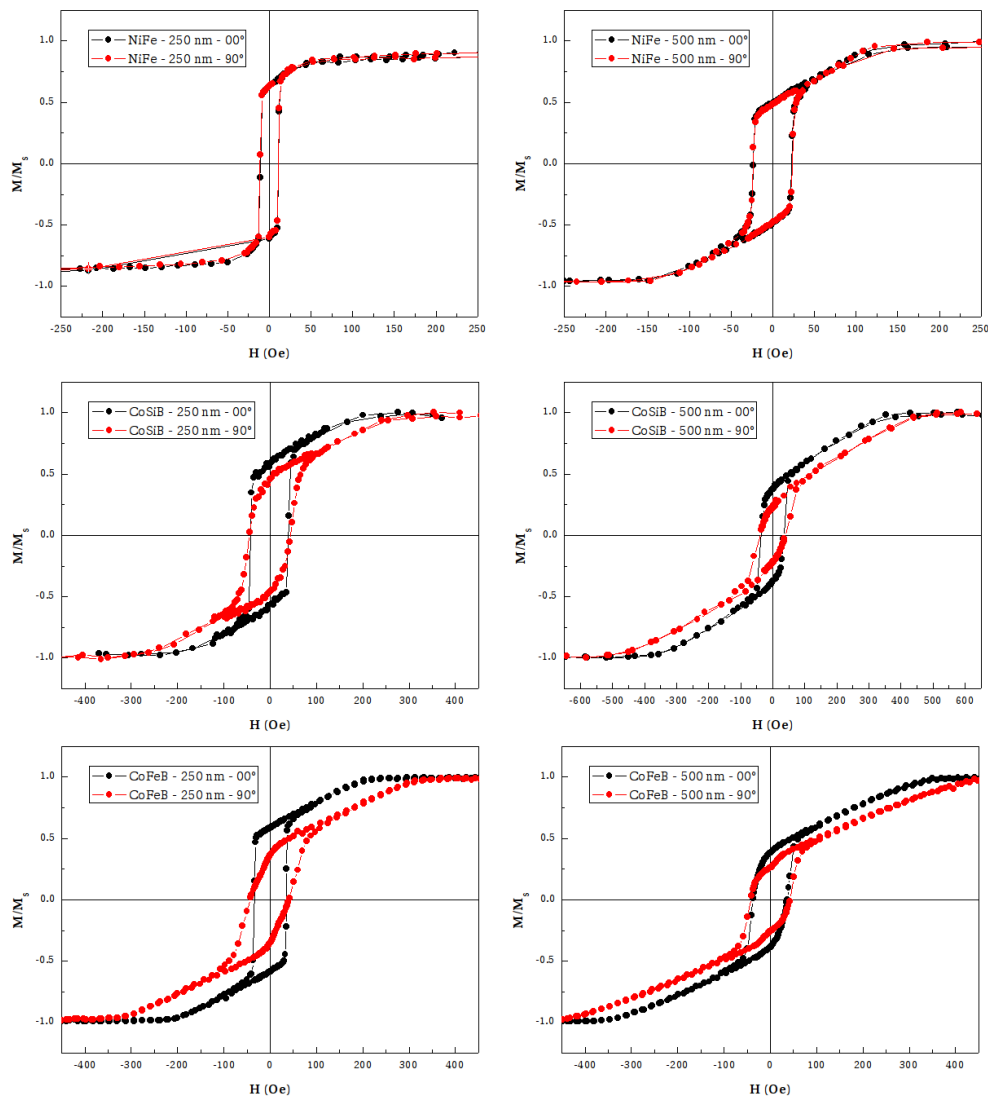 NiFe - 250 nm - 00°
NiFe - 250 nm - 90°
1.0
0.5
0.0
-0.5
-1.0
M/Ms
-250 -200 -150 -100 -50 0 50 100 150 200 250
H (Oe)
NiFe - 500 nm - 00°
NiFe - 500 nm - 90°
1.0
0.5
0.0
-0.5
-1.0
M/Ms
-250 -200 -150 -100 -50 0 50 100 150 200 250
H (Oe)
CoSiB - 250 nm - 00°
CoSiB - 250 nm - 90°
1.0
0.5
0.0
-0.5
-1.0
M/Ms
-400 -300 -200 -100 0 100 200 300 400
H (Oe)
CoSiB - 500 nm - 00°
CoSiB - 500 nm - 90°
1.0
0.5
0.0
-0.5
-1.0
M/Ms
-600 -500 -400 -300 -200 -100 0 100 200 300 400 500 600
H (Oe)
CoFeB - 250 nm - 00°
CoFeB - 250 nm - 90°
1.0
0.5
0.0
-0.5
-1.0
M/Ms
-400 -300 -200 -100 0 100 200 300 400
H (Oe)
CoFeB - 500 nm - 00°
CoFeB - 500 nm - 90°
1.0
0.5
0.0
-0.5
-1.0
M/Ms
-400 -300 -200 -100 0 100 200 300 400
H (Oe)